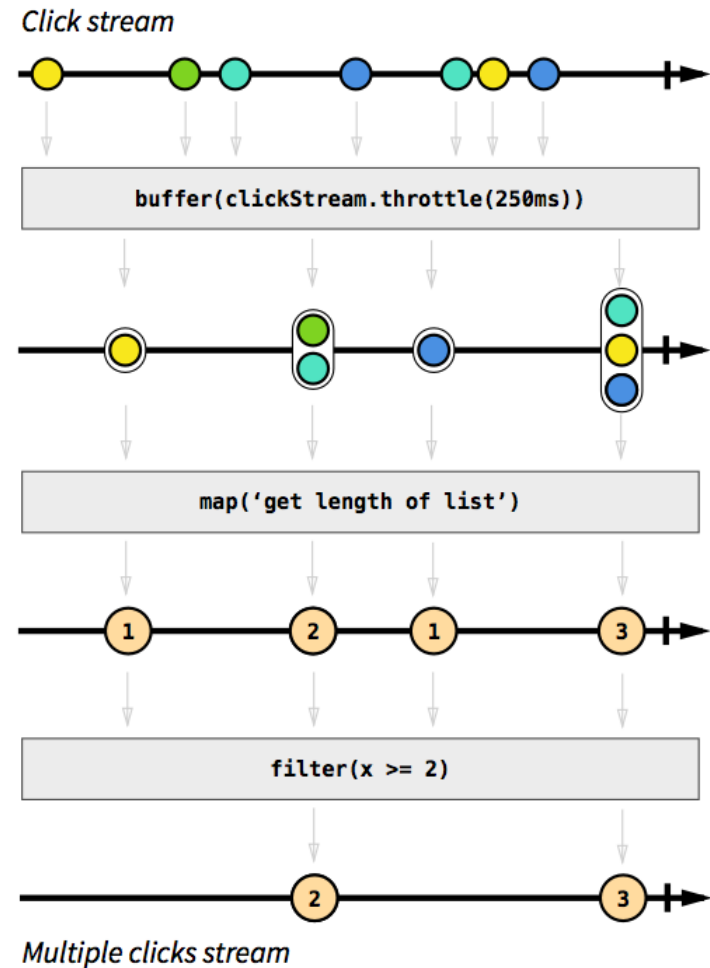 Click stream
buffer(clickStream.throttle(250ms))
map(‘get length of list’)
1 2 1 3
filter(x >= 2)
2 3
Multiple clicks stream